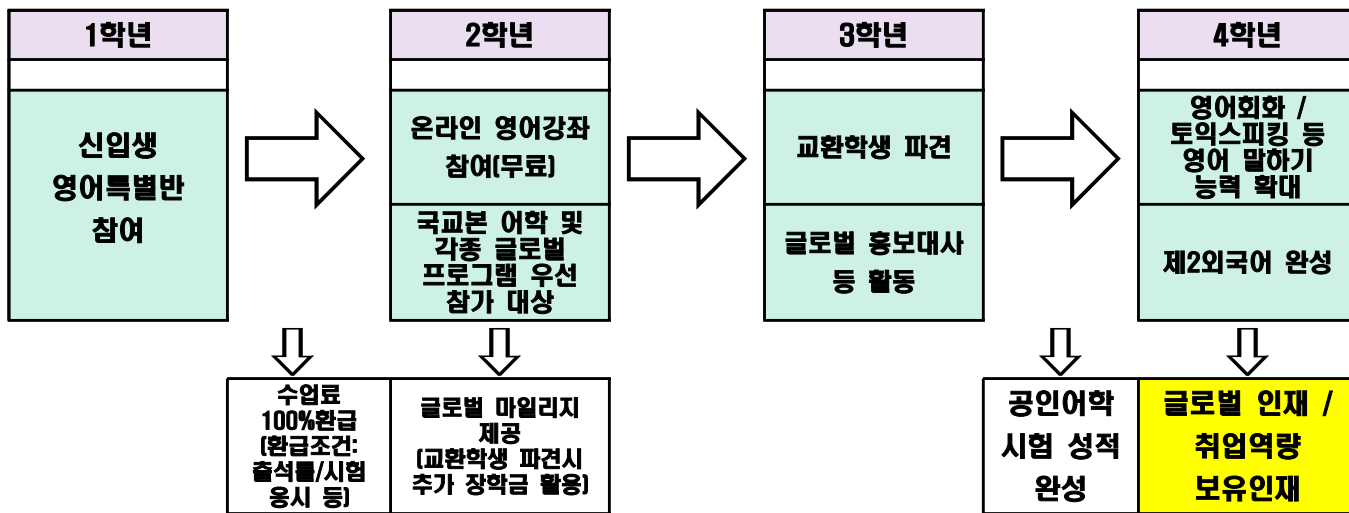 1학년
2학년
3학년
4학년
신입생
영어특별반
참여
온라인 영어강좌
참여(무료)
국교본 어학 및
각종 글로벌
프로그램 우선
참가 대상
교환학생 파견
글로벌 홍보대사
등 활동
영어회화 /
토익스피킹 등
영어 말하기
능력 확대
제2외국어 완성
수업료
100%환급
(환급조건:
출석률/시험
응시 등)
글로벌 마일리지
제공
(교환학생 파견시
추가 장학금 활용)
공인어학
시험 성적
완성
글로벌 인재 /
취업역량
보유인재